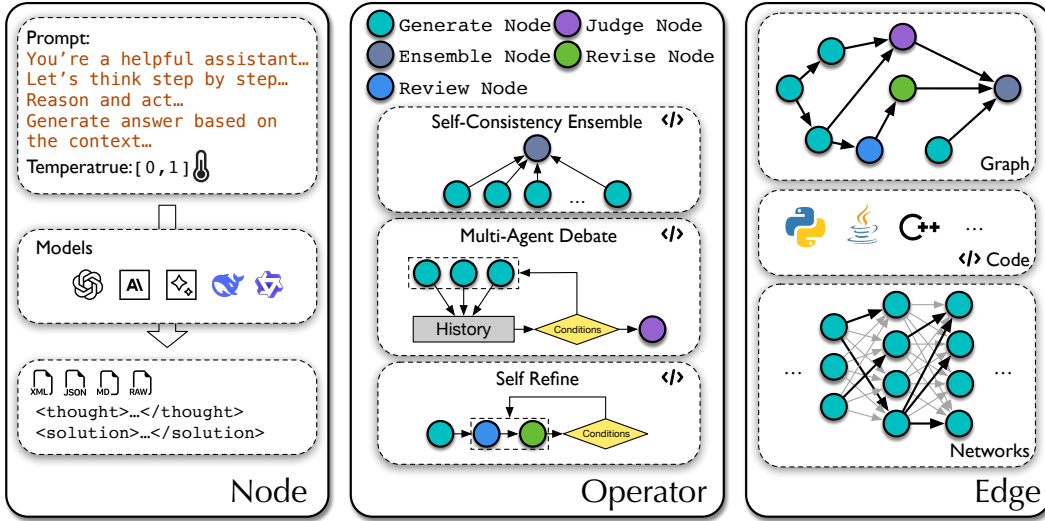 Prompt:
You're a helpful assistant…
Let's think step by step…
Reason and act…
Generate answer based on
the context…
Temperatrue:[0,1]
Models
A\
XML JSON MD RAW
<thought>…</thought>
<solution>…</solution>
Node
Generate Node
Judge Node
Ensemble Node
Revise Node
Review Node
Self-Consistency Ensemble </>
...
Multi-Agent Debate </>
History
Conditions
Self Refine </>
Conditions
Operator
Graph
C++ ...
</> Code
... ...
Networks
Edge